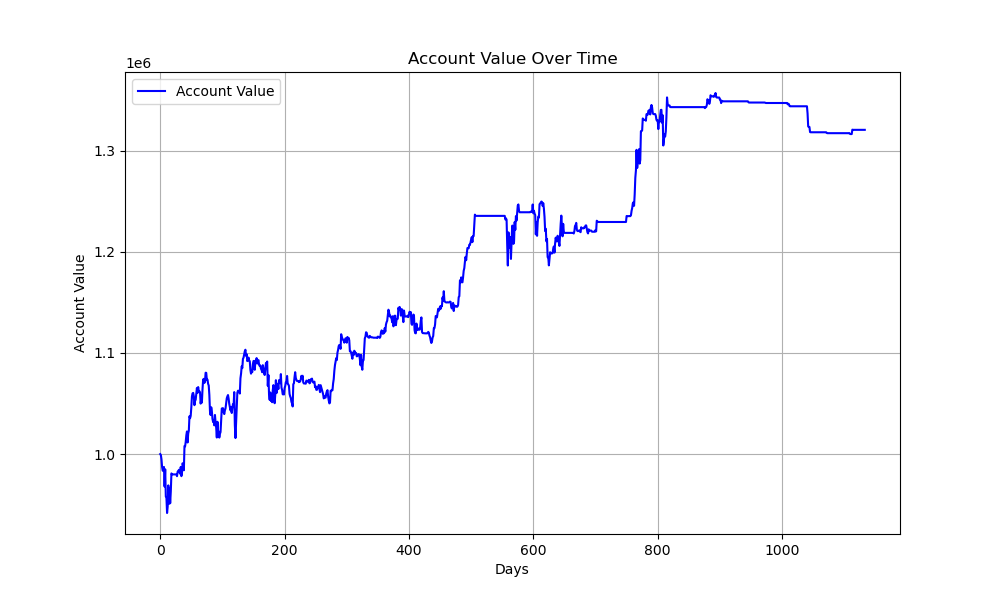 Account Value Over Time
1e6
Account Value
1.3
1.2
1.1
1.0
Account Value
0 200 400 600 800 1000
Days